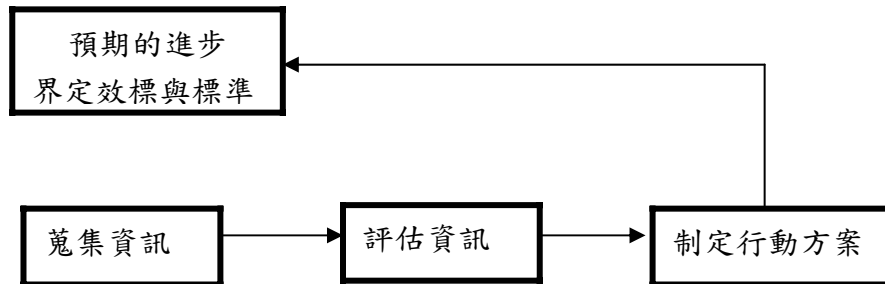 預期的進步
界定效標與標準
蒐集資訊
評估資訊
制定行動方案